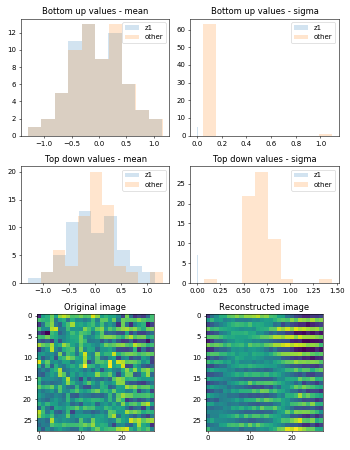 Bottom up values - mean
Bottom up values - sigma
z1
other
z1
other
12
10
8
6
4
2
0
60
50
40
30
20
10
0
−1.0 −0.5 0.0 0.5 1.0
0.0 0.2 0.4 0.6 0.8 1.0
Top down values - mean
Top down values - sigma
z1
other
z1
other
20
15
10
5
0
25
20
15
10
5
0
−1.0 −0.5 0.0 0.5 1.0
0.00 0.25 0.50 0.75 1.00 1.25 1.50
Original image
Reconstructed image
0
5
10
15
20
25
0
5
10
15
20
25
0 20
0 20